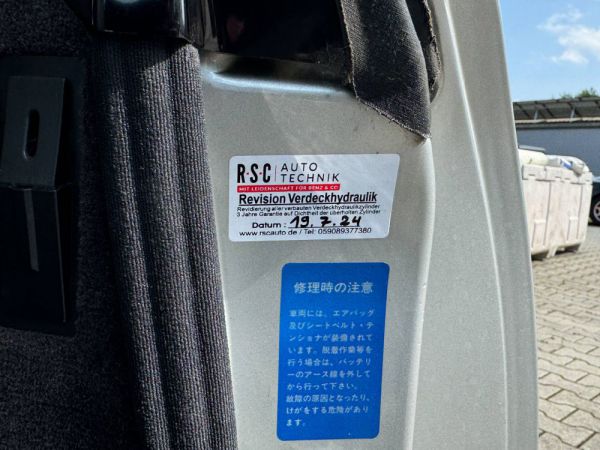 R·S·C AUTO
TECHNIK
MIT LEIDENSCHAFT FÜR BENZ & CO
Revision Verdeckhydraulik
Revidierung aller verbauten Verdeckhydraulikzylinder
3 Jahre Garantie auf Dichtheit der überholten Zylinder
Datum : 19.7.24
www.rscauto.de / Tel: 059089377380
修理時の注意
車両には、エアバッグ
及びシートベルト・テ
ンショナが装備されて
います。脱着作業等を
行う場合は、バッテリ
ーのアース線を外して
から行って下さい。
故障の原因となったり、
けがをする危険があり
ます。